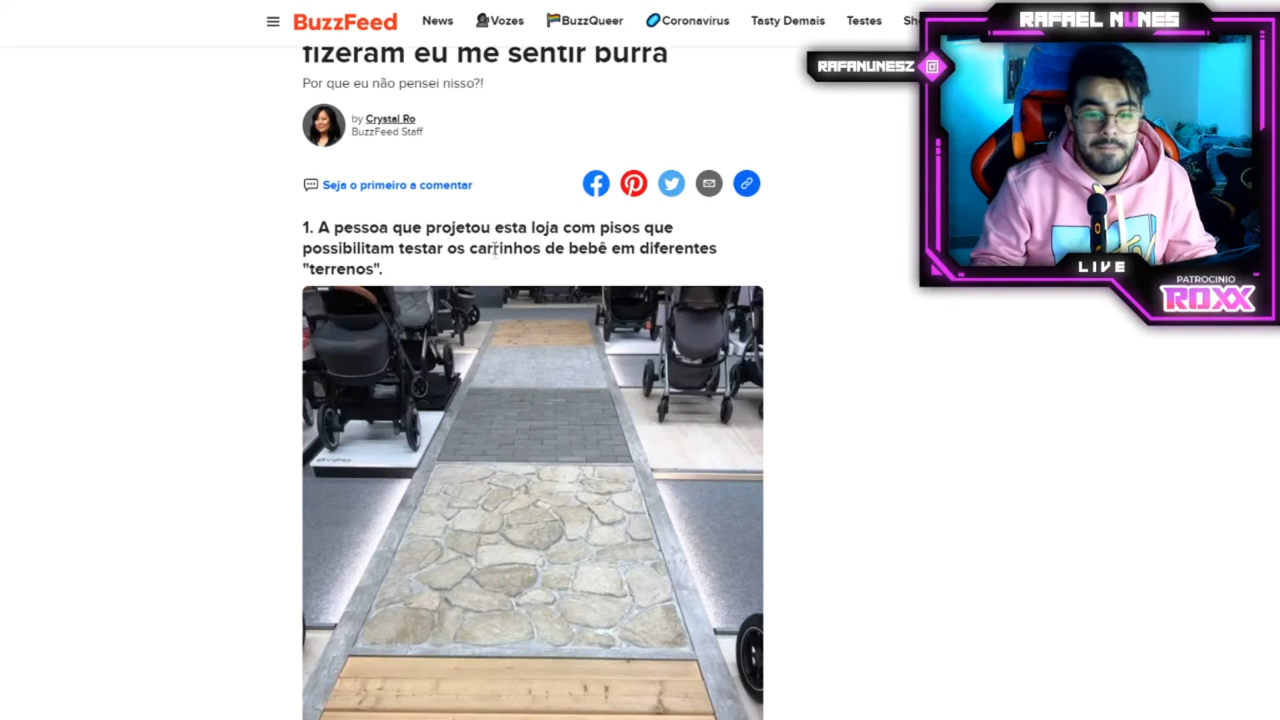 BuzzFeed News Vozes BuzzQueer Coronavírus Tasty Demais Testes
fizeram eu me sentir burra
Por que eu não pensei nisso?!
by Crystal Ro
BuzzFeed Staff
Seja o primeiro a comentar
1. A pessoa que projetou esta loja com pisos que
possibilitam testar os carrinhos de bebê em diferentes
"terrenos".
RAFAEL NUNES
RAFANUNESZ
LIVE
PATROCINIO
ROXX